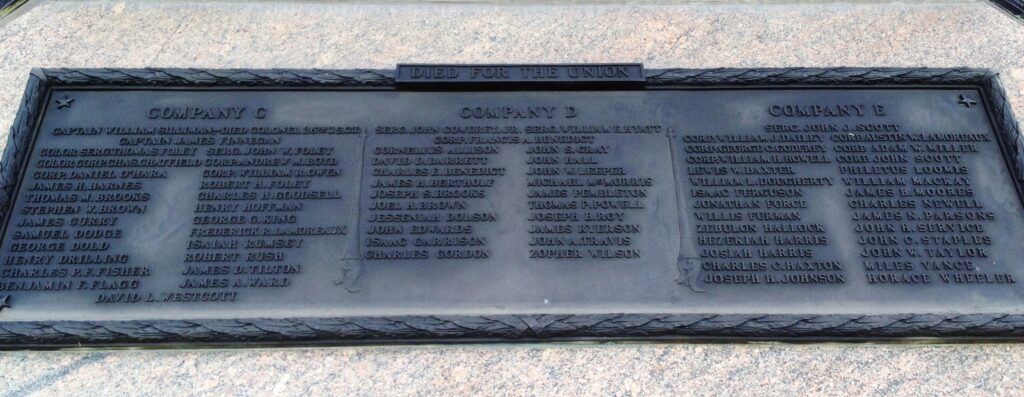 DIED FOR THE UNION
COMPANY C
CAPTAIN WILLIAM SILLIMAN-DIED COLONEL 26TH U.S.C.T.
CAPTAIN JAMES FINNEGAN
COLOR SERG. THOMAS FOLEY SERG. JOHN W. FOLEY
COLOR CORP. CHAS. G. HATFIELD CORP. ANDREW M. BOYD
CORP. DANIEL O'HARA CORP. WILLIAM R. OWEN
JAMES H. BARNES ROBERT H. FOLEY
THOMAS M. BROOKS CHARLES H. GOODSELL
STEPHEN W. BROWN HENRY HOFFMAN
JAMES GUREY GEORGE G. KING
SAMUEL DODGE FREDERICK R. LAMOREAUX
GEORGE DOLD ISAIAH RUMSEY
HENRY DRILLING ROBERT RUSH
CHARLES P. F. FISHER JAMES D. TILTON
BENJAMIN F. FLAGG JAMES A. WARD
DAVID L. WESTCOTT
COMPANY D
SERG. JOHN COWDREY, JR. SERG. WILLIAM E. HYATT
CORP. FRANCIS A. BENEDICT
CORNELIUS ALLISON JOHN S. GRAY
DAVID D. BARRETT JOHN HALL
CHARLES E. BENEDICT JOHN W. LEEPER
JAMES M. BERTHOLF MICHAEL McMORRIS
JOSEPH S. BROOKS JAMES PEMBLETON
JOEL H. BROWN THOMAS P. POWELL
JESSENIAH DOLSON JOSEPH B. ROY
JOHN EDWARDS JAMES RYERSON
ISAAC GARRISON JOHN A. TRAVIS
CHARLES GORDON ZOPHER WILSON
COMPANY E
SERG. JOHN J. SCOTT
CORP. WILLIAM J. DAILEY CORP. AUSTIN W. LAMOREUX
CORP. GEORGE C. GODFREY CORP. ADAM W. MILLER
CORP. WILLIAM H. HOWELL CORP. JOHN SCOTT
LEWIS W. BAXTER PHILETUS LOOMIS
WILLIAM L. DOUGHERTY WILLIAM MACKAY
ISAAC FERGUSON JAMES H. MOORES
JONATHAN FORCE CHARLES NEWELL
WILLIS FURMAN JAMES N. PARSONS
ZEBULON HALLOCK JOHN H. SERVICE
HEZEKIAH HARRIS JOHN C. STAPLES
JOSIAH HARRIS JOHN W. TAYLOR
CHARLES C. HAXTON MILES VANCE
JOSEPH H. JOHNSON HORACE WHEELER